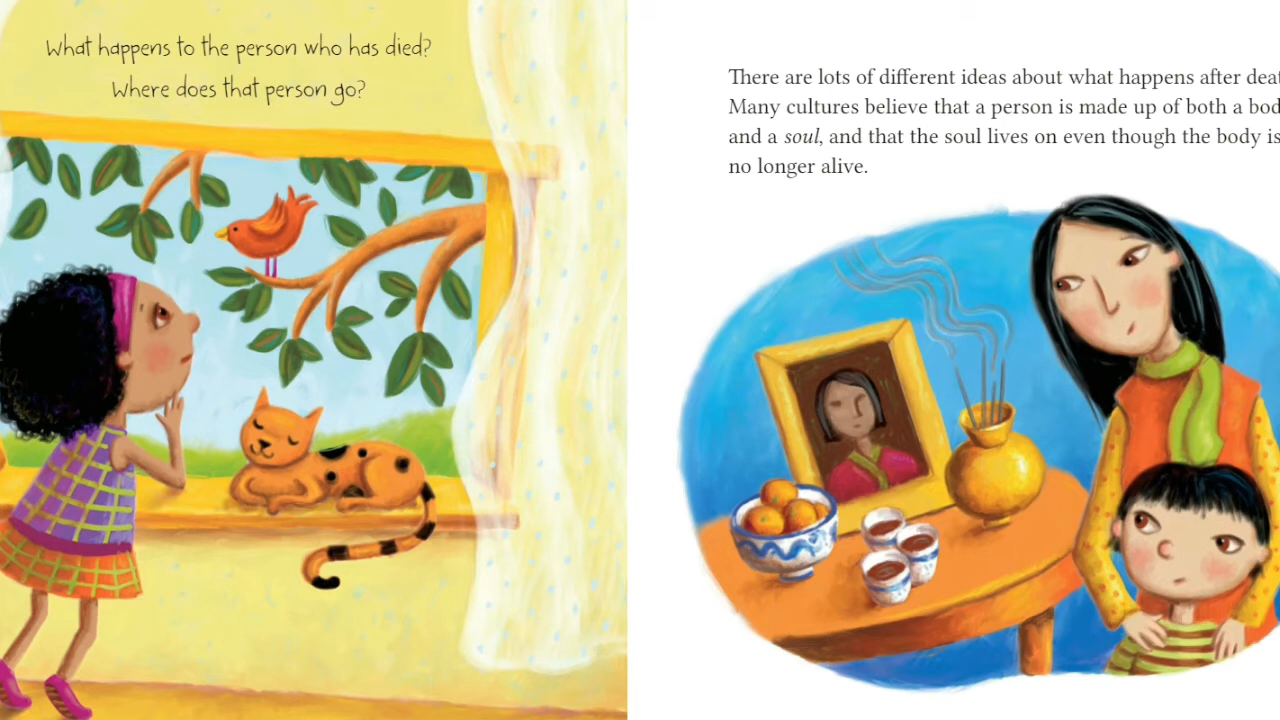 What happens to the person who has died?
Where does that person go?
There are lots of different ideas about what happens after
Many cultures believe that a person is made up of both a
and a soul, and that the soul lives on even though the body is
no longer alive.